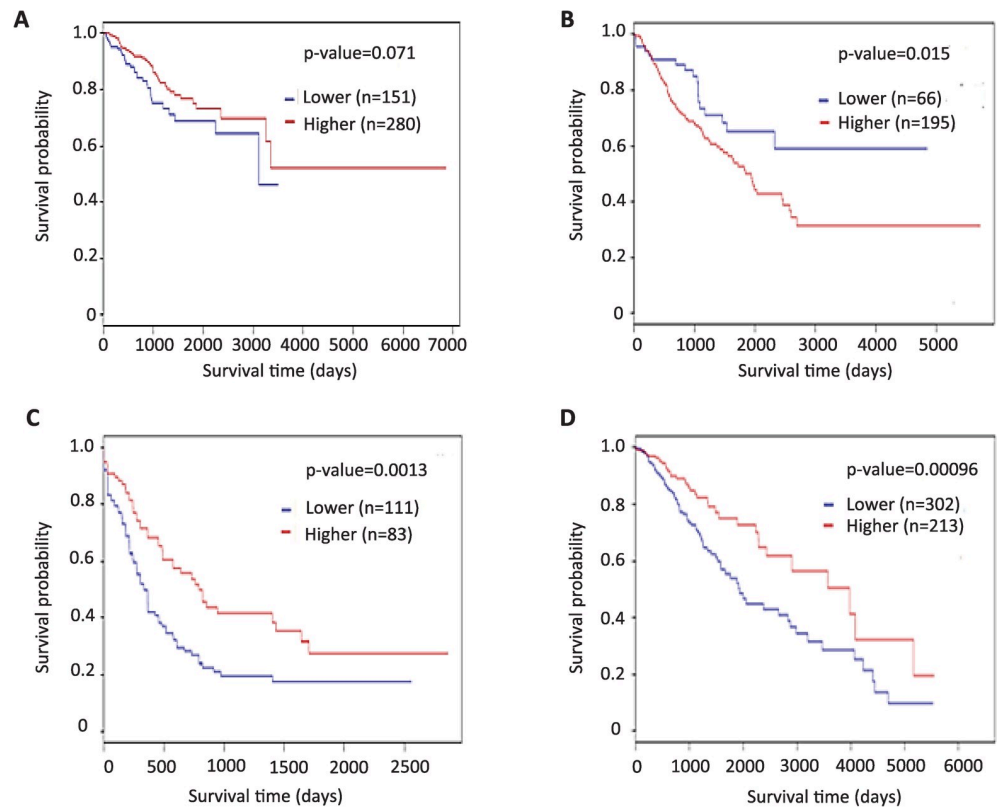 A
p-value=0.071
Lower (n=151)
Higher (n=280)
Survival probability
1.0
0.8
0.6
0.4
0.2
0
0 1000 2000 3000 4000 5000 6000 7000
Survival time (days)
B
p-value=0.015
Lower (n=66)
Higher (n=195)
Survival probability
1.0
0.8
0.6
0.4
0.2
0
0 1000 2000 3000 4000 5000
Survival time (days)
C
p-value=0.0013
Lower (n=111)
Higher (n=83)
Survival probability
1.0
0.8
0.6
0.4
0.2
0
0 500 1000 2000 2500
Survival time (days)
D
p-value=0.00096
Lower (n=302)
Higher (n=213)
Survival probability
1.0
0.8
0.6
0.4
0.2
0
0 1000 2000 3000 4000 5000 6000
Survival time (days)